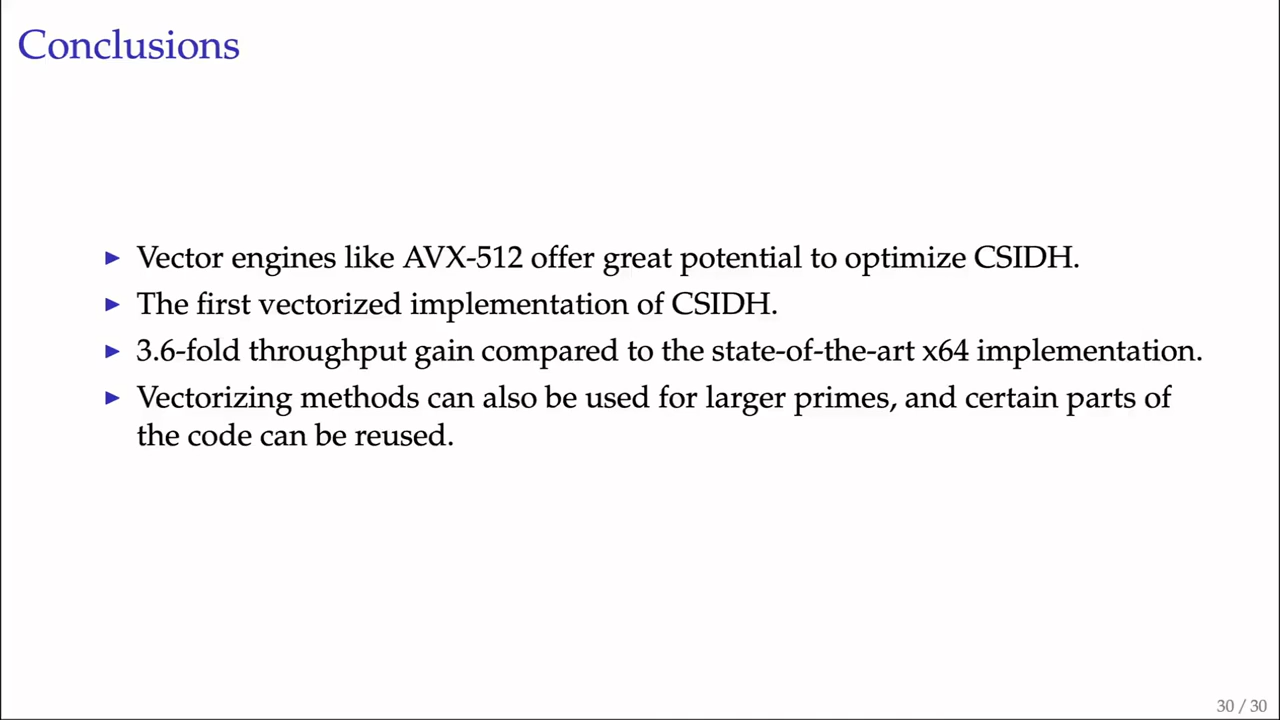 Conclusions
▶ Vector engines like AVX-512 offer great potential to optimize CSIDH.
▶ The first vectorized implementation of CSIDH.
▶ 3.6-fold throughput gain compared to the state-of-the-art x64 implementation.
▶ Vectorizing methods can also be used for larger primes, and certain parts of
the code can be reused.
30 / 30